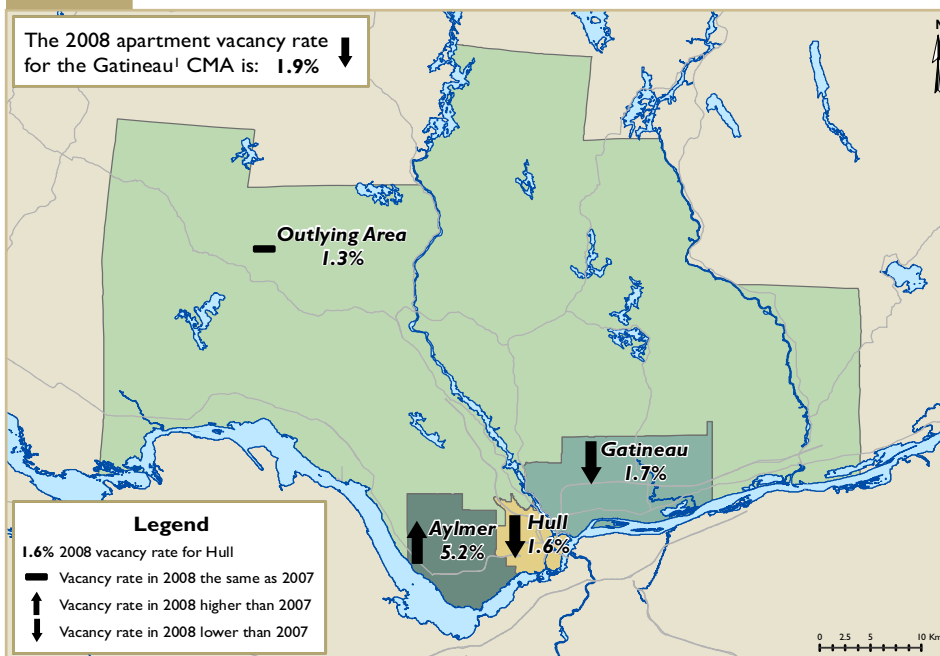 The 2008 apartment vacancy rate
for the Gatineau¹ CMA is: 1.9%
N
Outlying Area
1.3%
Gatineau
1.7%
Aylmer
5.2%
Hull
1.6%
Legend
1.6% 2008 vacancy rate for Hull
Vacancy rate in 2008 the same as 2007
Vacancy rate in 2008 higher than 2007
Vacancy rate in 2008 lower than 2007
0 2.5 5 10 Km